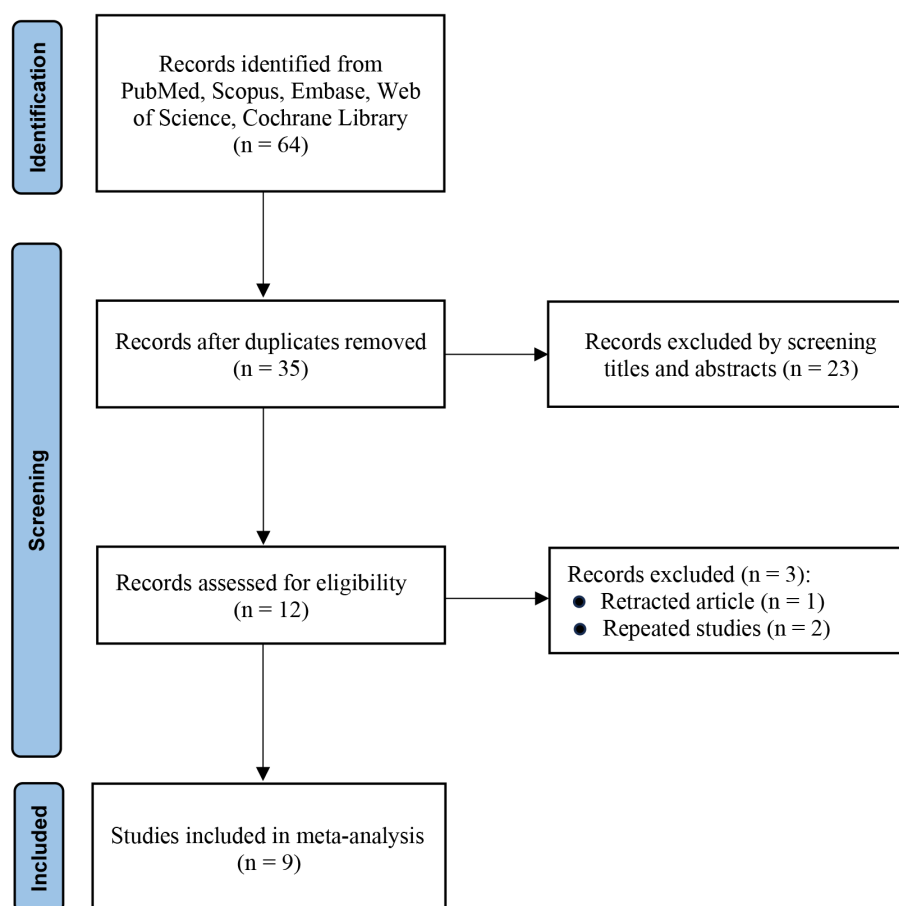 Identification
Records identified from
PubMed, Scopus, Embase, Web
of Science, Cochrane Library
(n = 64)
Screening
Records after duplicates removed
(n = 35)
Records excluded by screening
titles and abstracts (n = 23)
Records assessed for eligibility
(n = 12)
Records excluded (n = 3):
● Retracted article (n = 1)
● Repeated studies (n = 2)
Included
Studies included in meta-analysis
(n = 9)